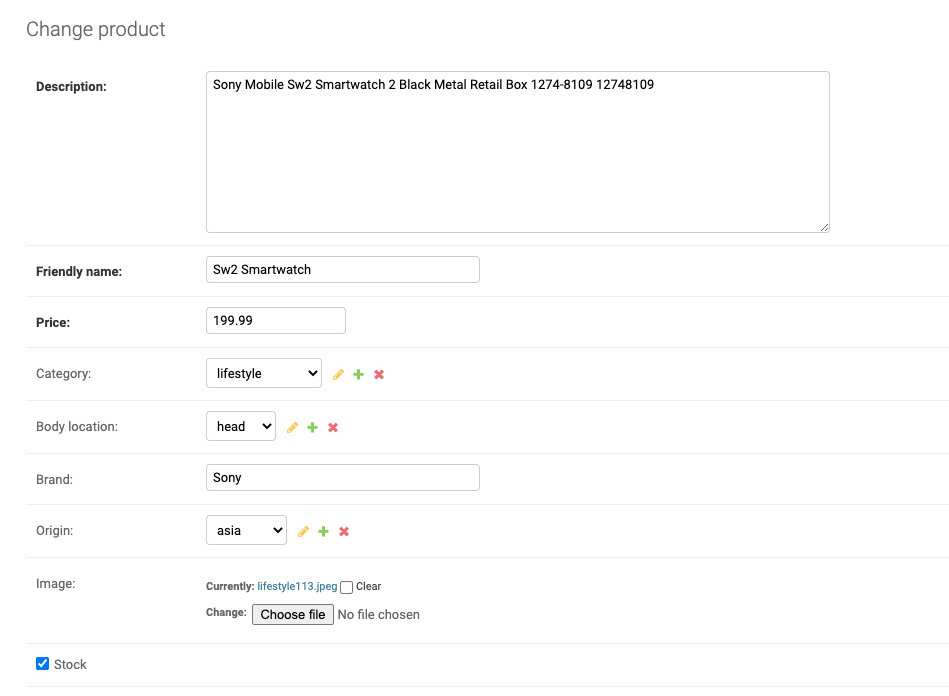 Change product
Description:
Sony Mobile Sw2 Smartwatch 2 Black Metal Retail Box 1274-8109 12748109
Friendly name:
Sw2 Smartwatch
Price:
199.99
Category:
lifestyle
Body location:
head
Brand:
Sony
Origin:
asia
Image:
Currently: lifestyle113.jpeg Clear
Change: Choose file No file chosen
Stock